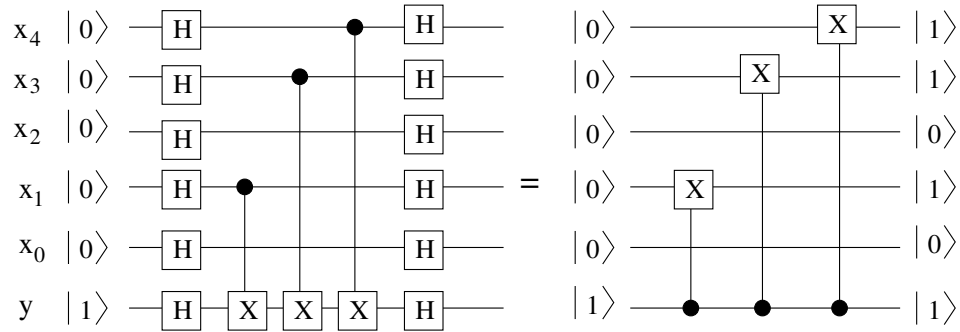 x₄ |0⟩ H H |0⟩ X |1⟩
x₃ |0⟩ H H |0⟩ X |1⟩
x₂ |0⟩ H H |0⟩ |0⟩
x₁ |0⟩ H H = |0⟩ X |1⟩
x₀ |0⟩ H H |0⟩ |0⟩
y |1⟩ H X X X H |1⟩ |1⟩